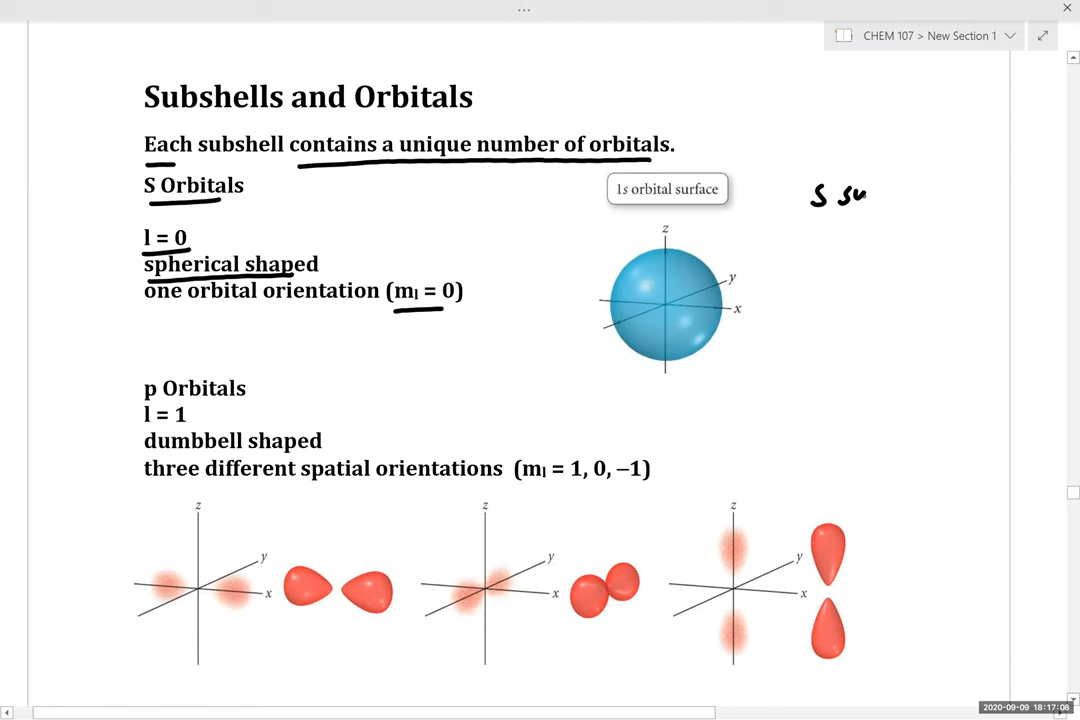 ...
CHEM 107 > New Section 1
Subshells and Orbitals
Each subshell contains a unique number of orbitals.
S Orbitals
1s orbital surface
S su
l = 0
spherical shaped
one orbital orientation (ml = 0)
z
y
x
p Orbitals
l = 1
dumbbell shaped
three different spatial orientations (ml = 1, 0, –1)
z
y
x
z
y
x
z
y
x
2020-09-09 18:17:08